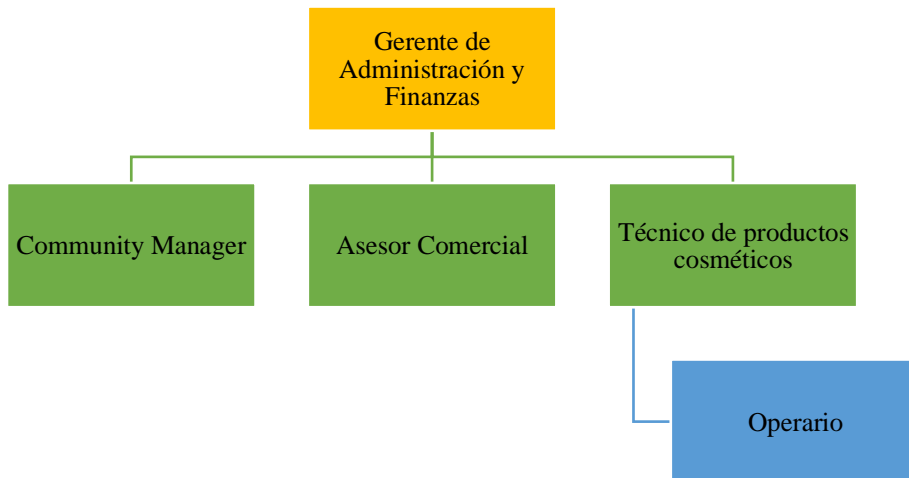 Gerente de
Administración y
Finanzas
Community Manager
Asesor Comercial
Técnico de productos
cosméticos
Operario